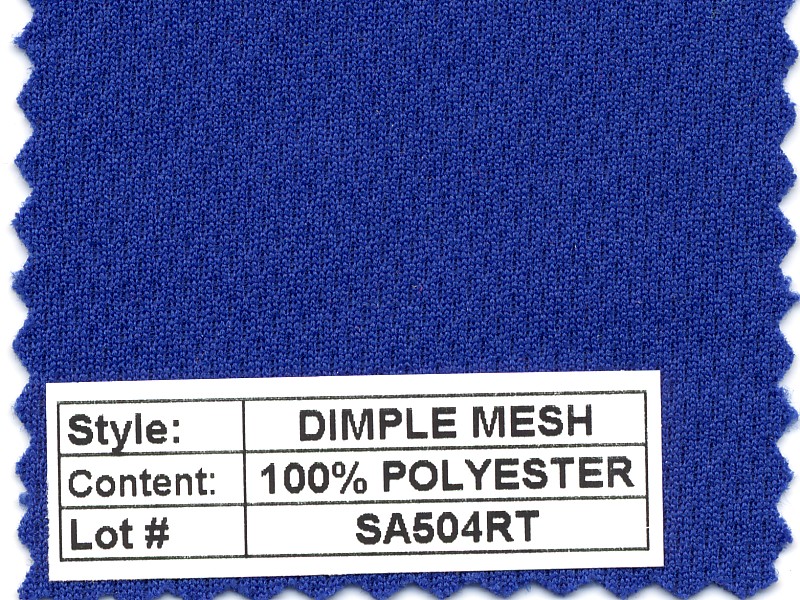 Style: DIMPLE MESH
Content: 100% POLYESTER
Lot # SA504RT